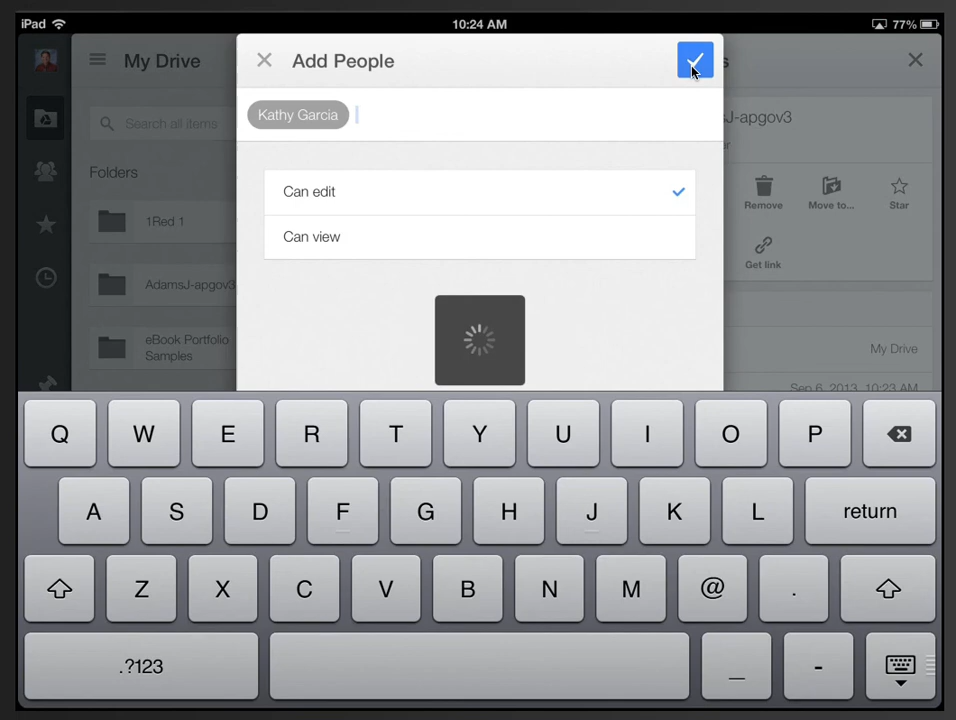 iPad 10:24 AM 77%
My Drive
Add People
s
Kathy Garcia
Search all items
J-apgov3
Folders
Can edit
Remove
Move to...
Star
1Red 1
Can view
Get link
AdamsJ-apgov3
eBook Portfolio
Samples
My Drive
Sep 6, 2013, 10:23 AM
Q W E R T Y U I O P
A S D F G H J K L return
Z X C V B N M @ .
.?123 _ -